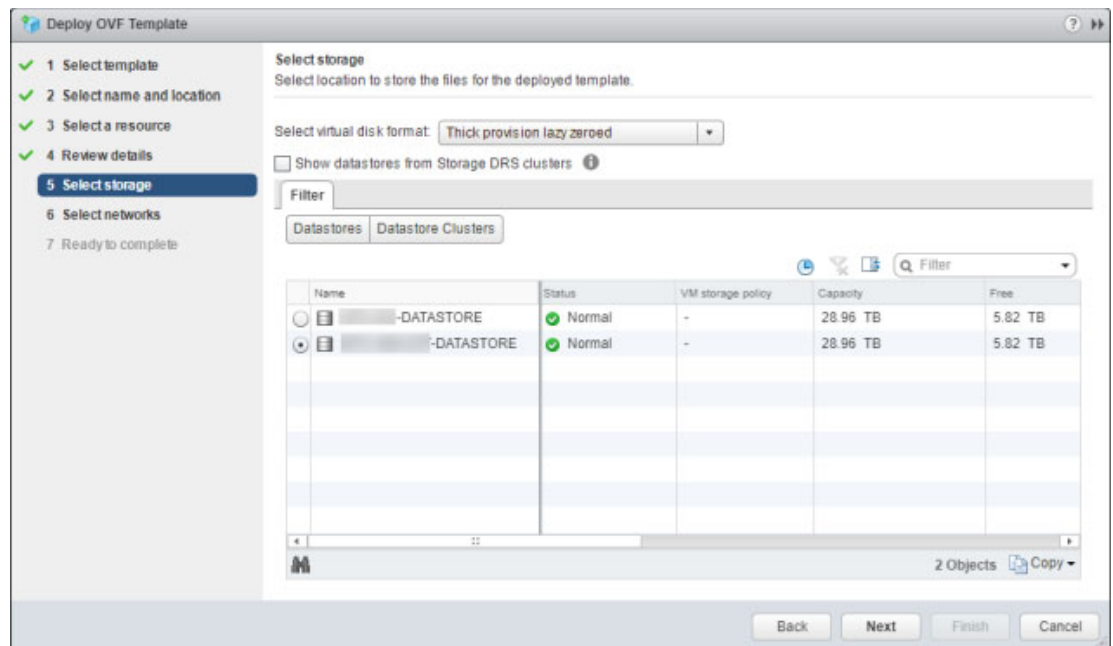 Deploy OVF Template
1 Select template
2 Select name and location
3 Select a resource
4 Review details
5 Select storage
6 Select networks
7 Ready to complete
Select storage
Select location to store the files for the deployed template.
Select virtual disk format: Thick provision lazy zeroed
Show datastores from Storage DRS clusters
Filter
Datastores Datastore Clusters
Filter
Name Status VM storage policy Capacity Free
-DATASTORE Normal - 28.96 TB 5.82 TB
-DATASTORE Normal - 28.96 TB 5.82 TB
2 Objects Copy
Back Next Finish Cancel